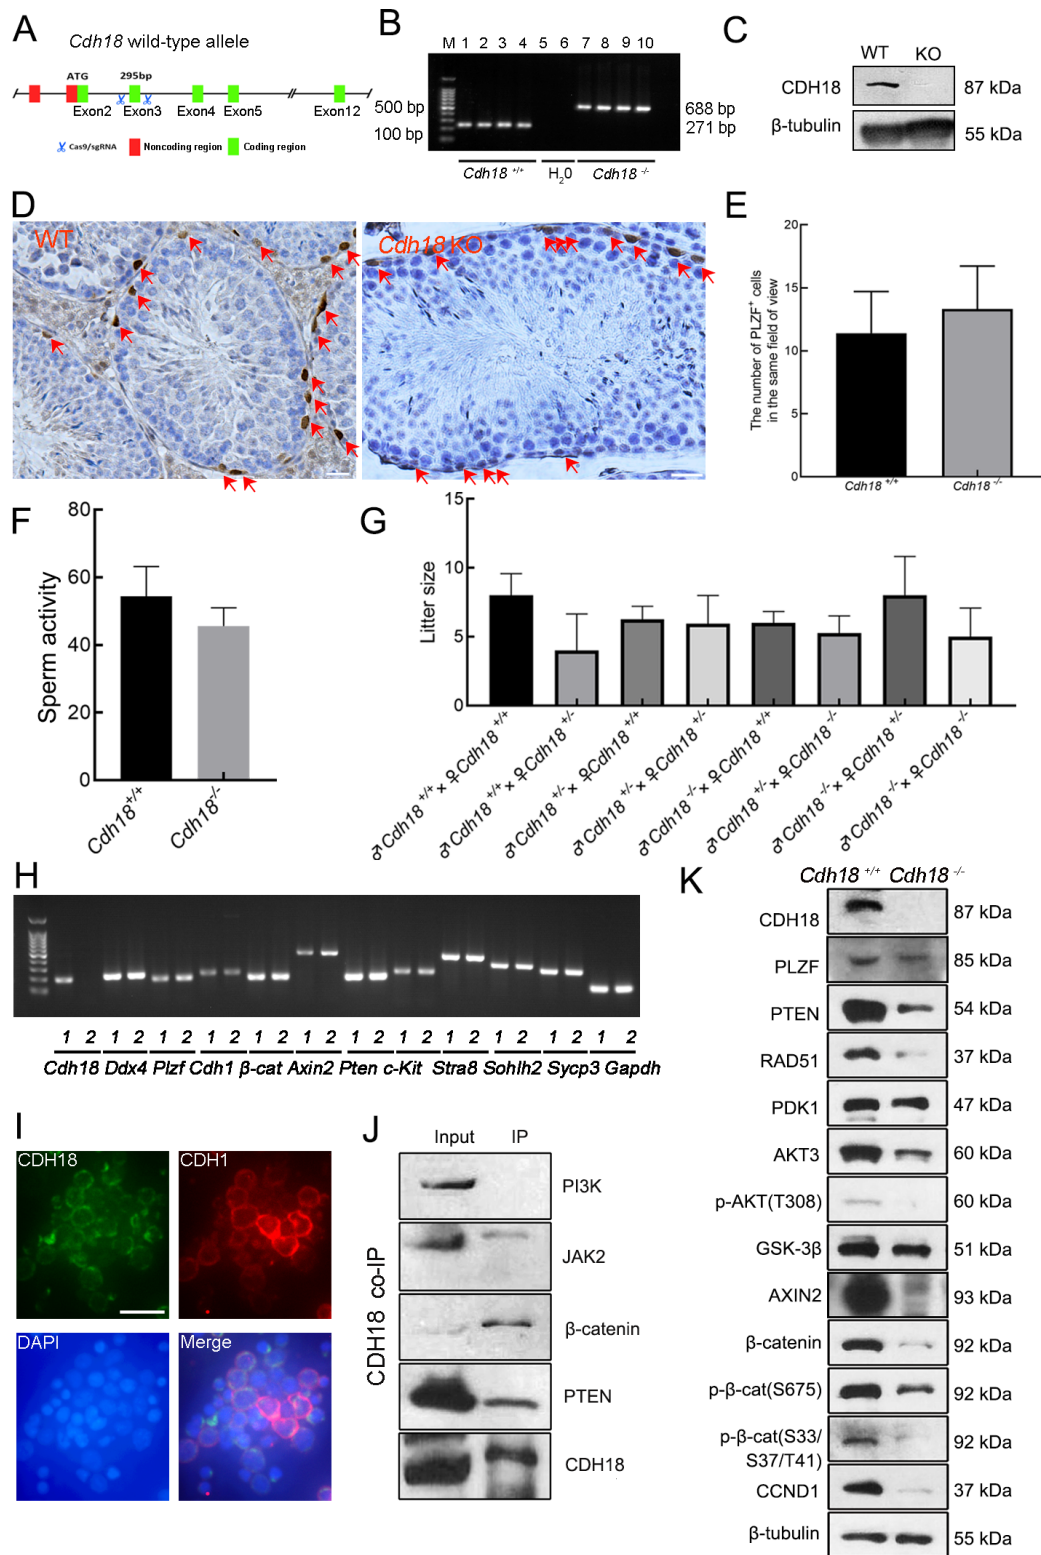 A
Cdh18 wild-type allele
ATG
295bp
Exon2
Exon3
Exon4
Exon5
Exon12
Cas9/sgRNA
Noncoding region
Coding region
B
M 1 2 3 4 5 6 7 8 9 10
500 bp
100 bp
688 bp
271 bp
Cdh18 +/+
H20
Cdh18 -/-
C
WT KO
CDH18 87 kDa
β-tubulin 55 kDa
D
WT
Cdh18 KO
E
The number of PLZF+ cells
in the same field of view
20
15
10
5
0
Cdh18 +/+
Cdh18 -/-
F
Sperm activity
80
60
40
20
0
Cdh18+/+
Cdh18-/-
G
Litter size
15
10
5
0
♂Cdh18+/+× ♀Cdh18+/+
♂Cdh18+/+× ♀Cdh18+/-
♂Cdh18+/-× ♀Cdh18+/+
♂Cdh18+/-× ♀Cdh18+/-
♂Cdh18-/-× ♀Cdh18+/+
♂Cdh18+/-× ♀Cdh18-/-
♂Cdh18-/-× ♀Cdh18+/-
♂Cdh18-/-× ♀Cdh18-/-
H
1 2 1 2 1 2 1 2 1 2 1 2 1 2 1 2 1 2 1 2 1 2 1 2
Cdh18 Ddx4 Plzf Cdh1 β-cat Axin2 Pten c-Kit Stra8 Sohlh2 Sycp3 Gapdh
I
CDH18
CDH1
DAPI
Merge
J
Input IP
CDH18 co-IP
PI3K
JAK2
β-catenin
PTEN
CDH18
K
Cdh18 +/+ Cdh18 -/-
CDH18 87 kDa
PLZF 85 kDa
PTEN 54 kDa
RAD51 37 kDa
PDK1 47 kDa
AKT3 60 kDa
p-AKT(T308) 60 kDa
GSK-3β 51 kDa
AXIN2 93 kDa
β-catenin 92 kDa
p-β-cat(S675) 92 kDa
p-β-cat(S33/
S37/T41) 92 kDa
CCND1 37 kDa
β-tubulin 55 kDa